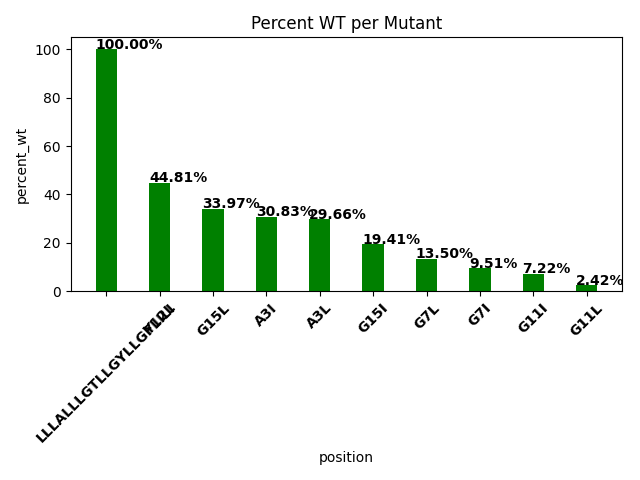 Percent WT per Mutant
percent_wt
100
80
60
40
20
0
100.00%
44.81%
33.97%
30.83%
29.66%
19.41%
13.50%
9.51%
7.22%
2.42%
G15L
A3I
A3L
G15I
G7L
G7I
G11I
G11L
position